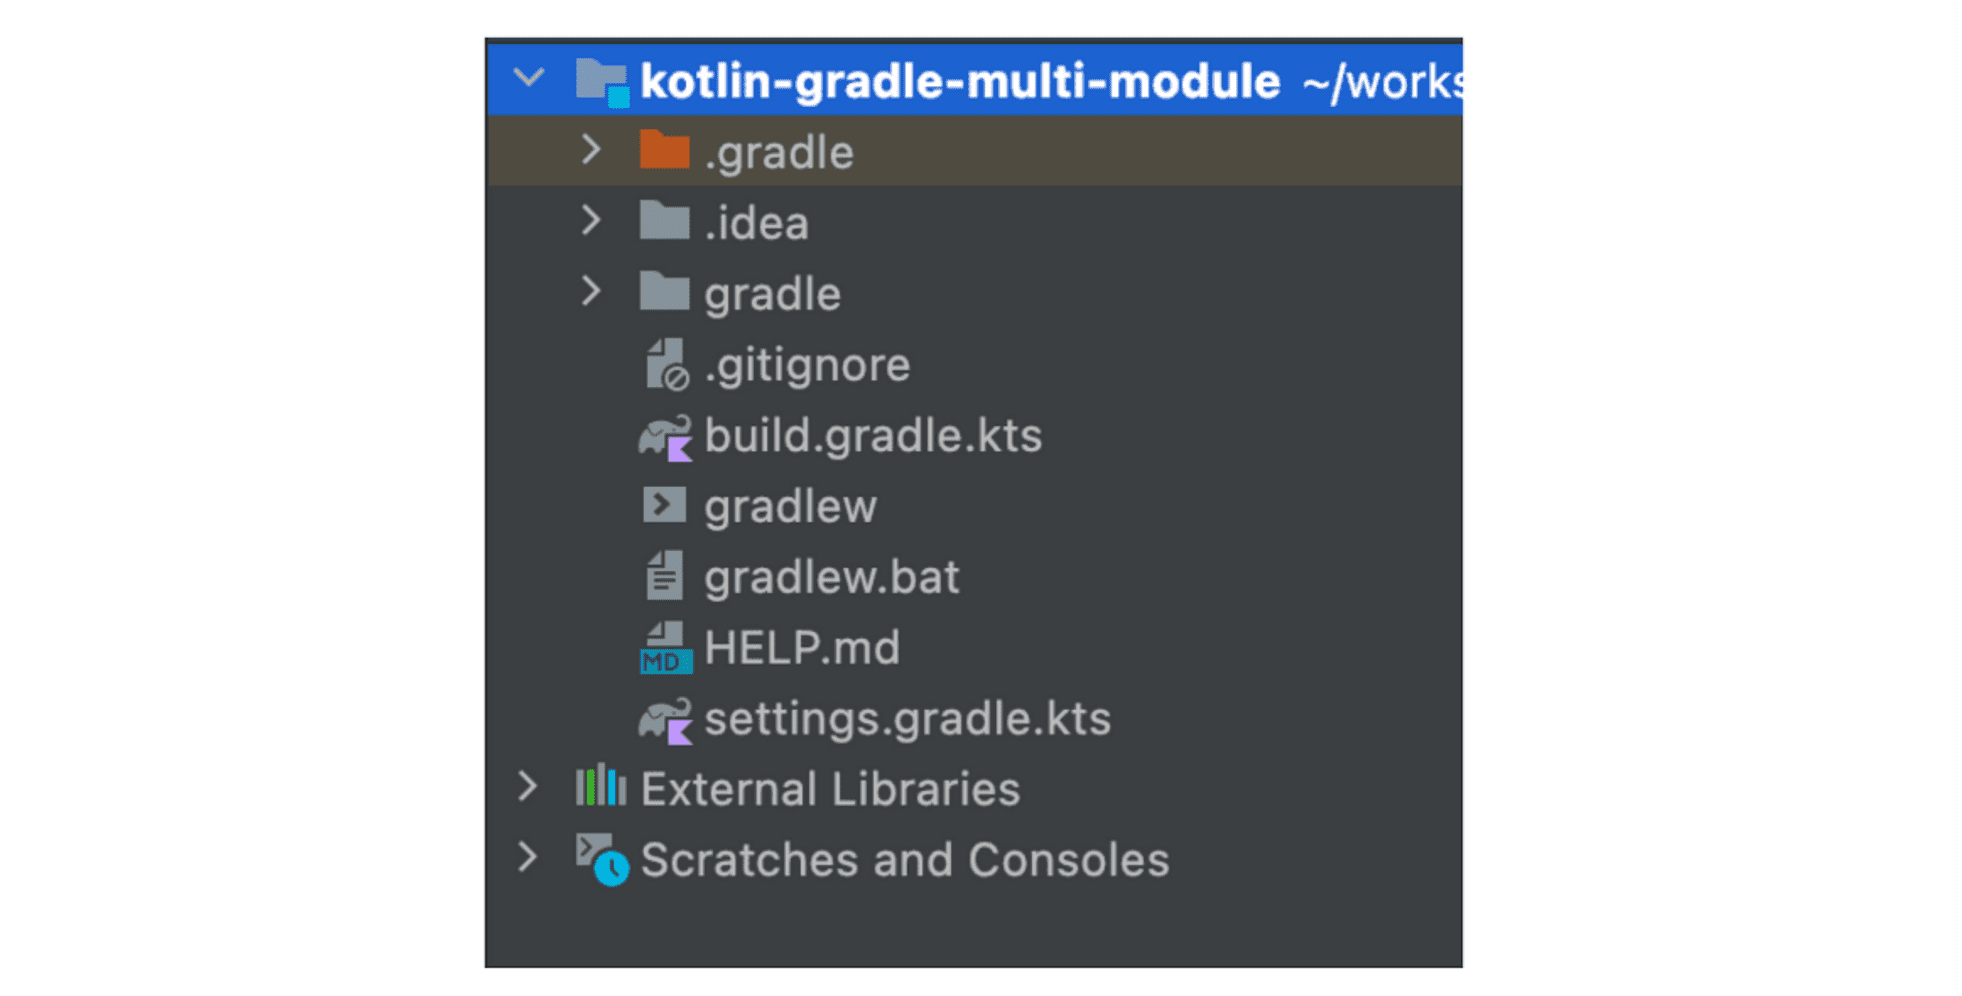 kotlin-gradle-multi-module ~/works
.gradle
.idea
gradle
.gitignore
build.gradle.kts
gradlew
gradlew.bat
MD HELP.md
settings.gradle.kts
External Libraries
Scratches and Consoles